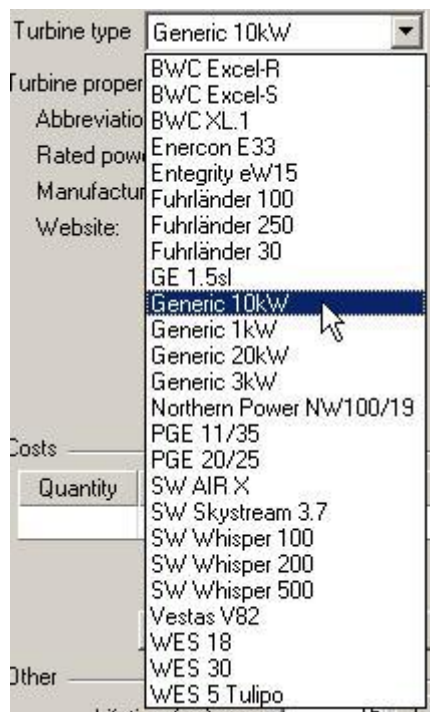 Turbine type Generic 10kW
BWC Excel-R
Turbine proper
BWC Excel-S
Abbreviatio BWC XL.1
Enercon E33
Rated pow
Entegrity eW15
Manufactur Fuhrländer 100
Website: Fuhrländer 250
Fuhrländer 30
GE 1.5sl
Generic 10kW
Generic 1kW
Generic 20kW
Generic 3kW
Northern Power NW100/19
Costs PGE 11/35
PGE 20/25
Quantity SW AIR X
SW Skystream 3.7
SW Whisper 100
SW Whisper 200
SW Whisper 500
Vestas V82
WES 18
Other WES 30
WES 5 Tulipo